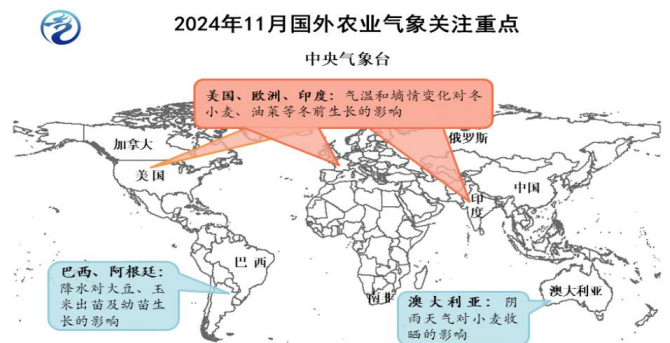 2024年11月国外农业气象关注重点
中央气象台
美国、欧洲、印度：气温和墒情变化对冬
小麦、油菜等冬前生长的影响
加拿大
俄罗斯
美国
中国
印度
巴西
巴西、阿根廷：
降水对大豆、玉
米出苗及幼苗生
长的影响
南非
澳大利亚
澳大利亚：阴
雨天气对小麦收
晒的影响